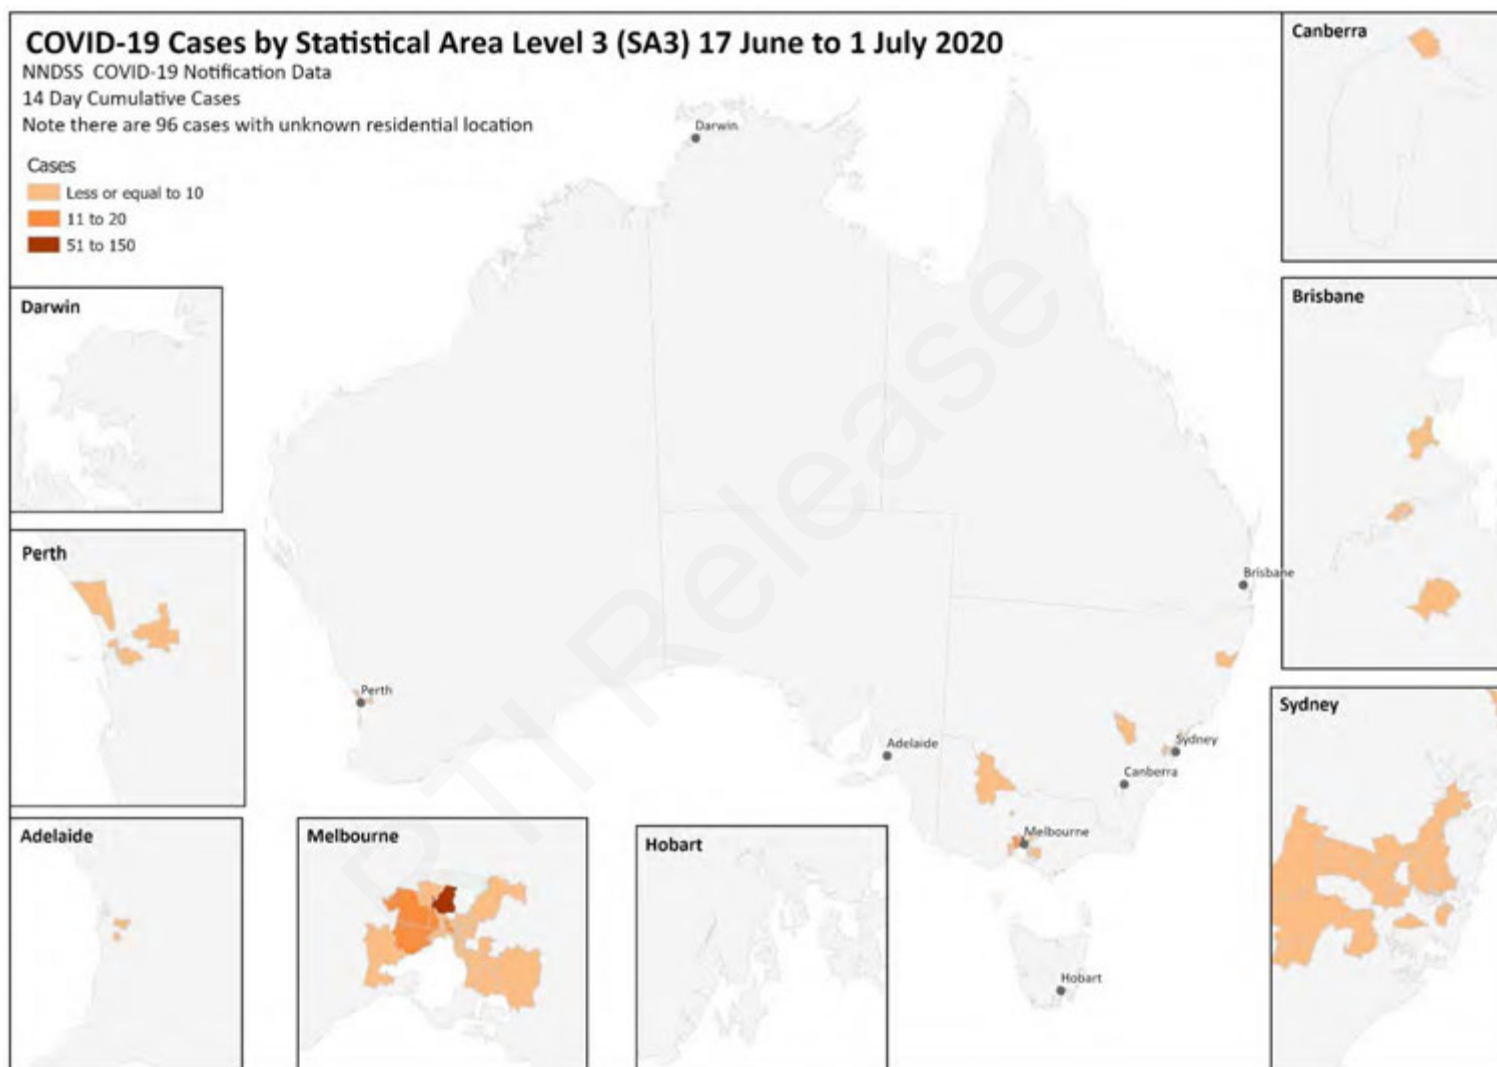 COVID-19 Cases by Statistical Area Level 3 (SA3) 17 June to 1 July 2020
NNDSS COVID-19 Notification Data
14 Day Cumulative Cases
Note there are 96 cases with unknown residential location
Cases
Less or equal to 10
11 to 20
51 to 150
Canberra
Darwin
Darwin
Brisbane
Perth
Brisbane
Perth
Adelaide
Sydney
Canberra
Sydney
Adelaide
Melbourne
Melbourne
Hobart
Hobart
RTI Release